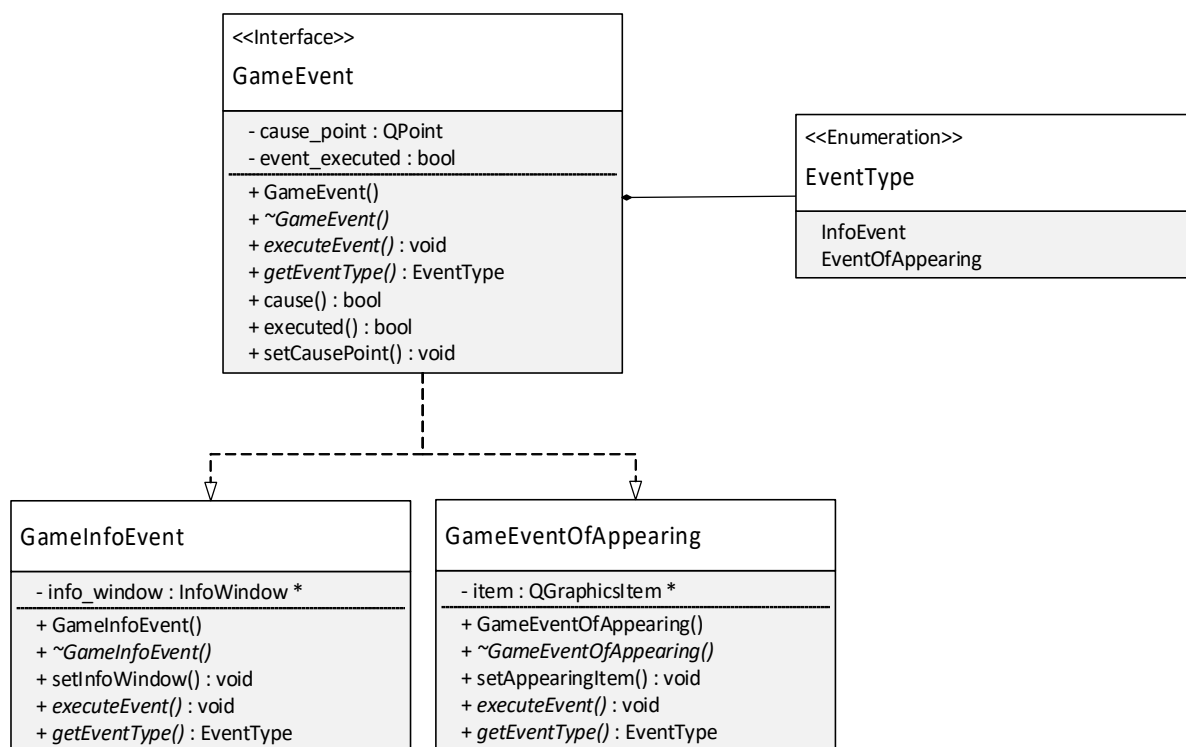 <<Interface>>
GameEvent
- cause_point : QPoint
- event_executed : bool
+ GameEvent()
+ ~GameEvent()
+ executeEvent() : void
+ getEventType() : EventType
+ cause() : bool
+ executed() : bool
+ setCausePoint() : void
<<Enumeration>>
EventType
InfoEvent
EventOfAppearing
GameInfoEvent
- info_window : InfoWindow *
+ GameInfoEvent()
+ ~GameInfoEvent()
+ setInfoWindow() : void
+ executeEvent() : void
+ getEventType() : EventType
GameEventOfAppearing
- item : QGraphicsItem *
+ GameEventOfAppearing()
+ ~GameEventOfAppearing()
+ setAppearingItem() : void
+ executeEvent() : void
+ getEventType() : EventType